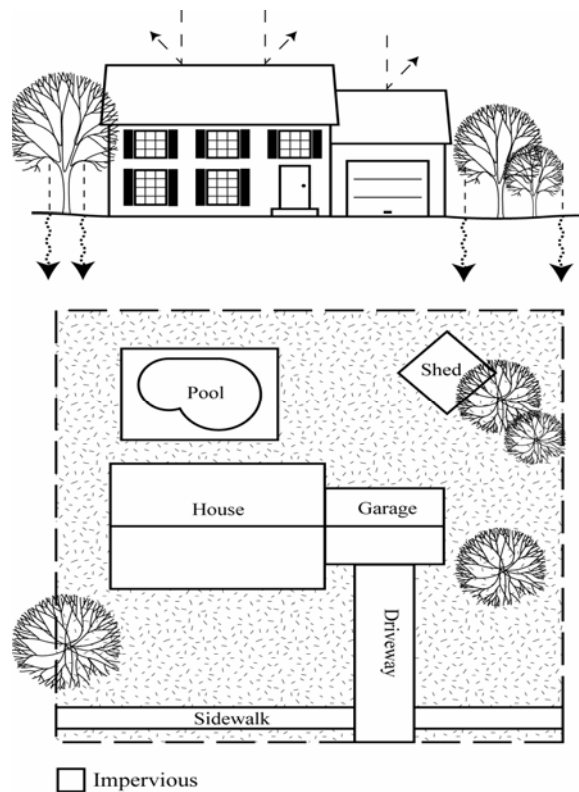 Shed
Pool
House
Garage
Driveway
Sidewalk
Impervious